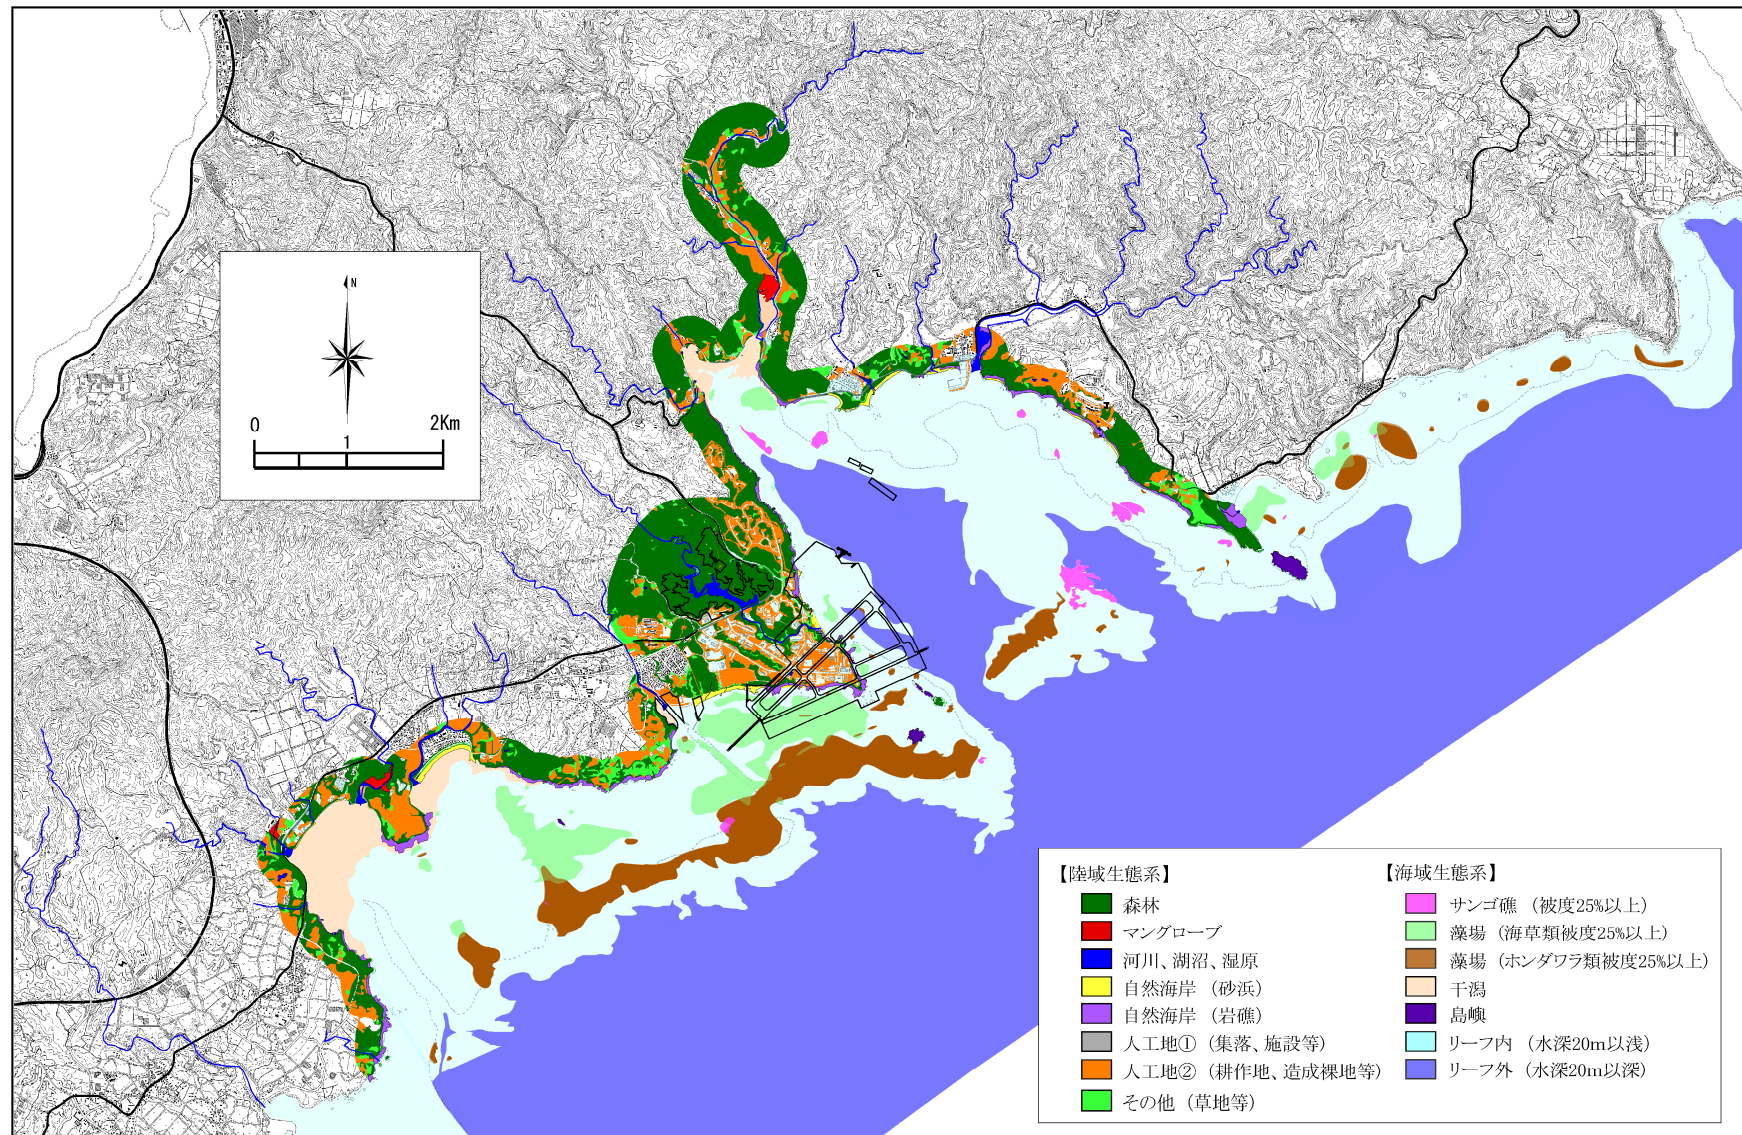 N
0
1
2Km
【陸域生態系】
森林
マングローブ
河川、湖沼、湿原
自然海岸 (砂浜)
自然海岸 (岩礁)
人工地① (集落、施設等)
人工地② (耕作地、造成裸地等)
その他 (草地等)
【海域生態系】
サンゴ礁 (被度25%以上)
藻場 (海草類被度25%以上)
藻場 (ホンダワラ類被度25%以上)
干潟
島嶼
リーフ内 (水深20m以浅)
リーフ外 (水深20m以深)